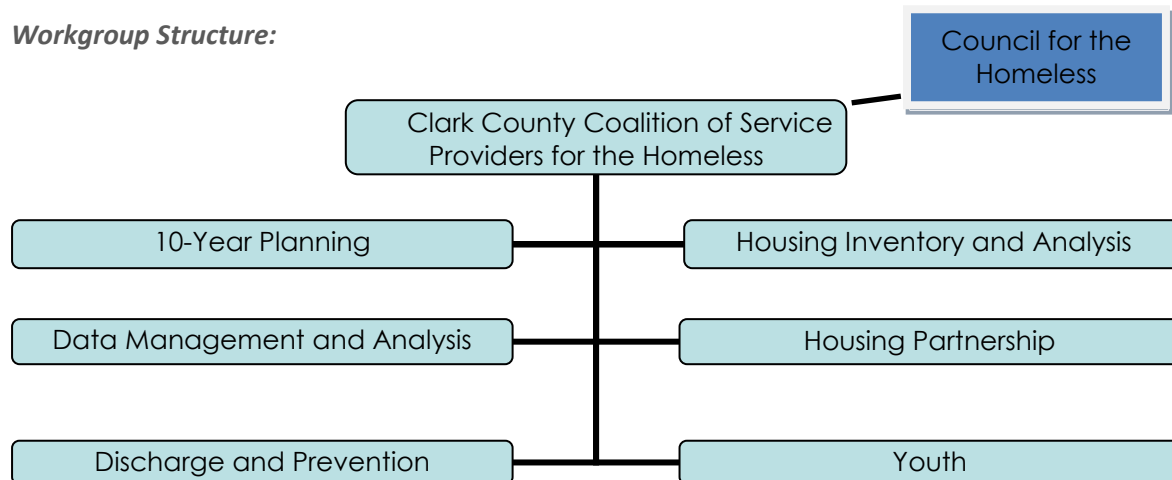 Workgroup Structure:
Council for the
Homeless
Clark County Coalition of Service
Providers for the Homeless
10-Year Planning
Housing Inventory and Analysis
Data Management and Analysis
Housing Partnership
Discharge and Prevention
Youth